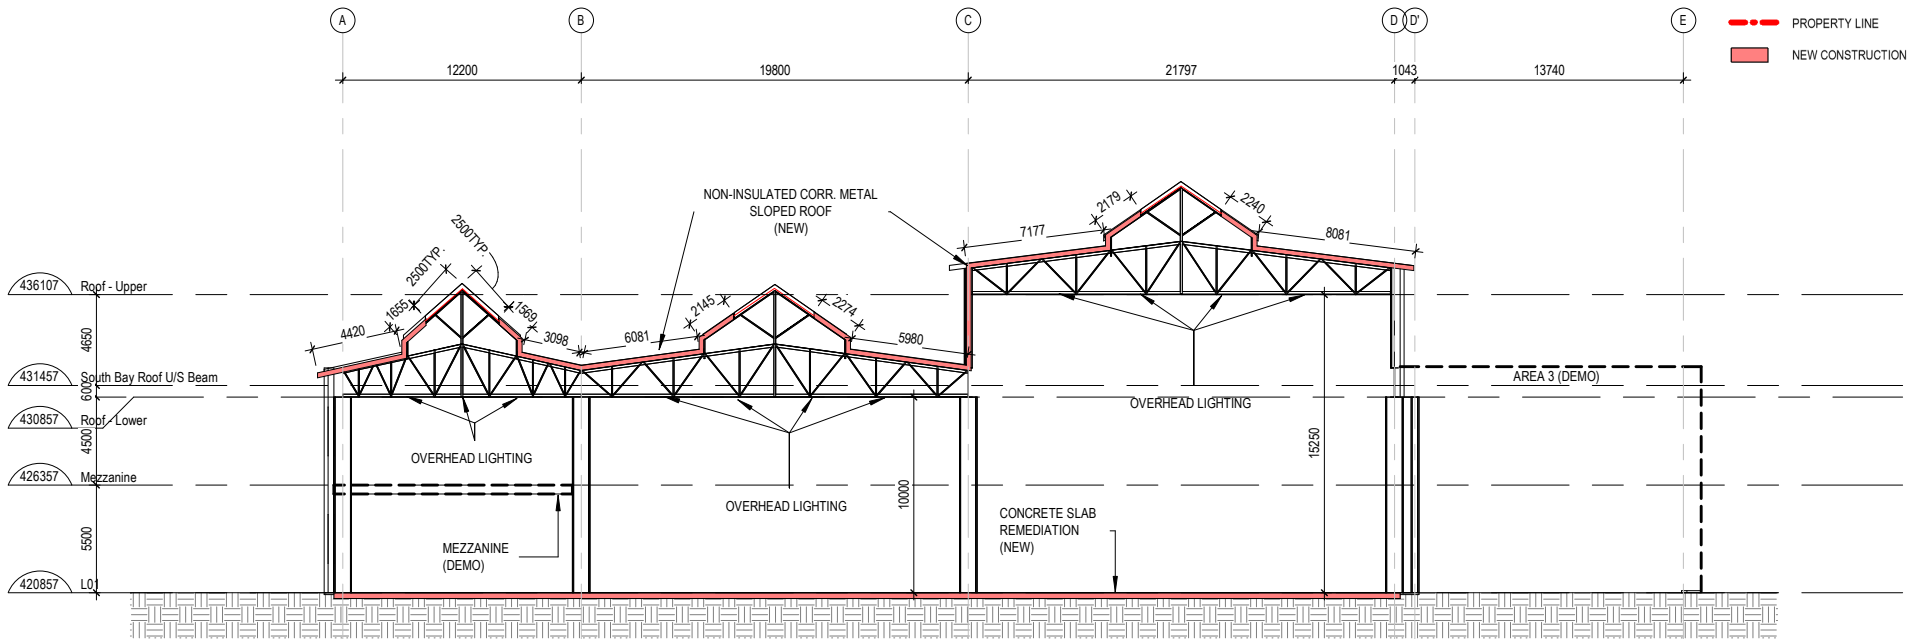 A
B
C
D
D'
E
PROPERTY LINE
NEW CONSTRUCTION
12200
19800
21797
1043
13740
NON-INSULATED CORR. METAL
SLOPED ROOF
(NEW)
2179
2240
7177
8081
2500TYP.
2500TYP.
1655
1569
4420
3098
2145
2274
6081
5980
436107
Roof - Upper
4650
431457
South Bay Roof U/S Beam
600
430857
Roof - Lower
4500
426357
Mezzanine
5500
420857
L01
AREA 3 (DEMO)
OVERHEAD LIGHTING
OVERHEAD LIGHTING
OVERHEAD LIGHTING
15250
10000
MEZZANINE
(DEMO)
CONCRETE SLAB
REMEDIATION
(NEW)